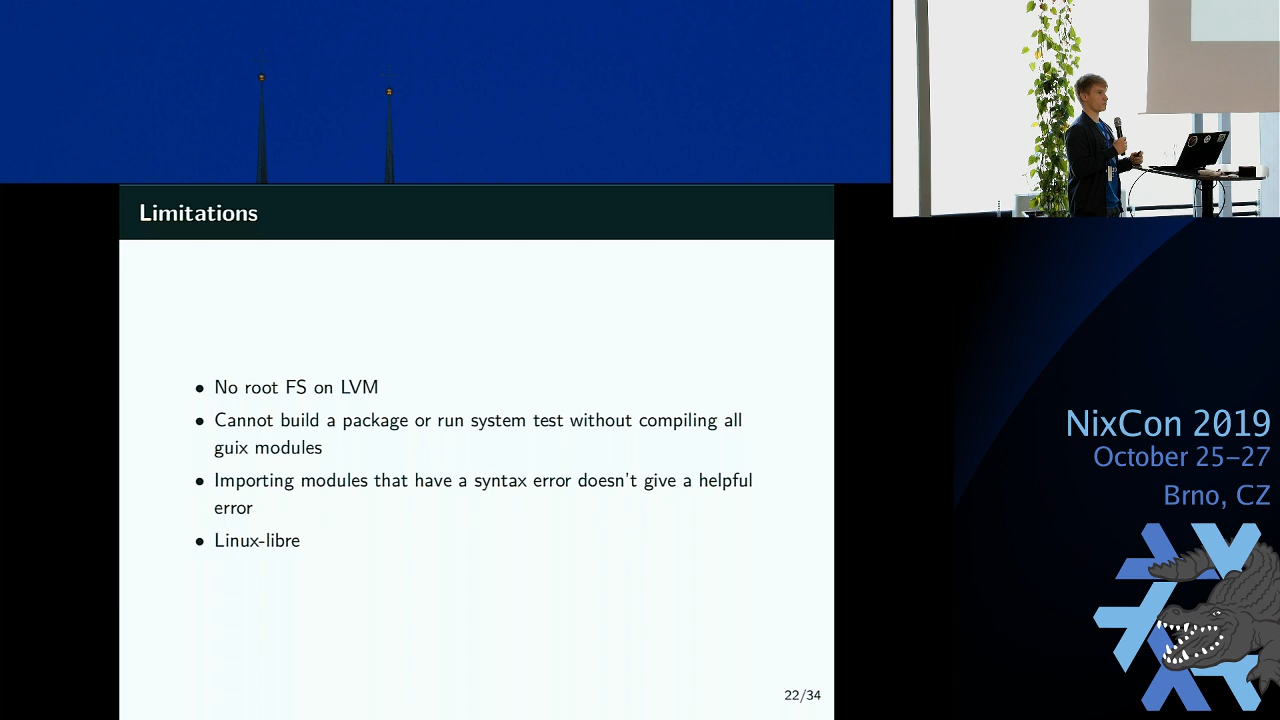 Limitations
No root FS on LVM
Cannot build a package or run system test without compiling all
guix modules
Importing modules that have a syntax error doesn't give a helpful
error
Linux-libre
22/34
NixCon 2019
October 25–27
Brno, CZ